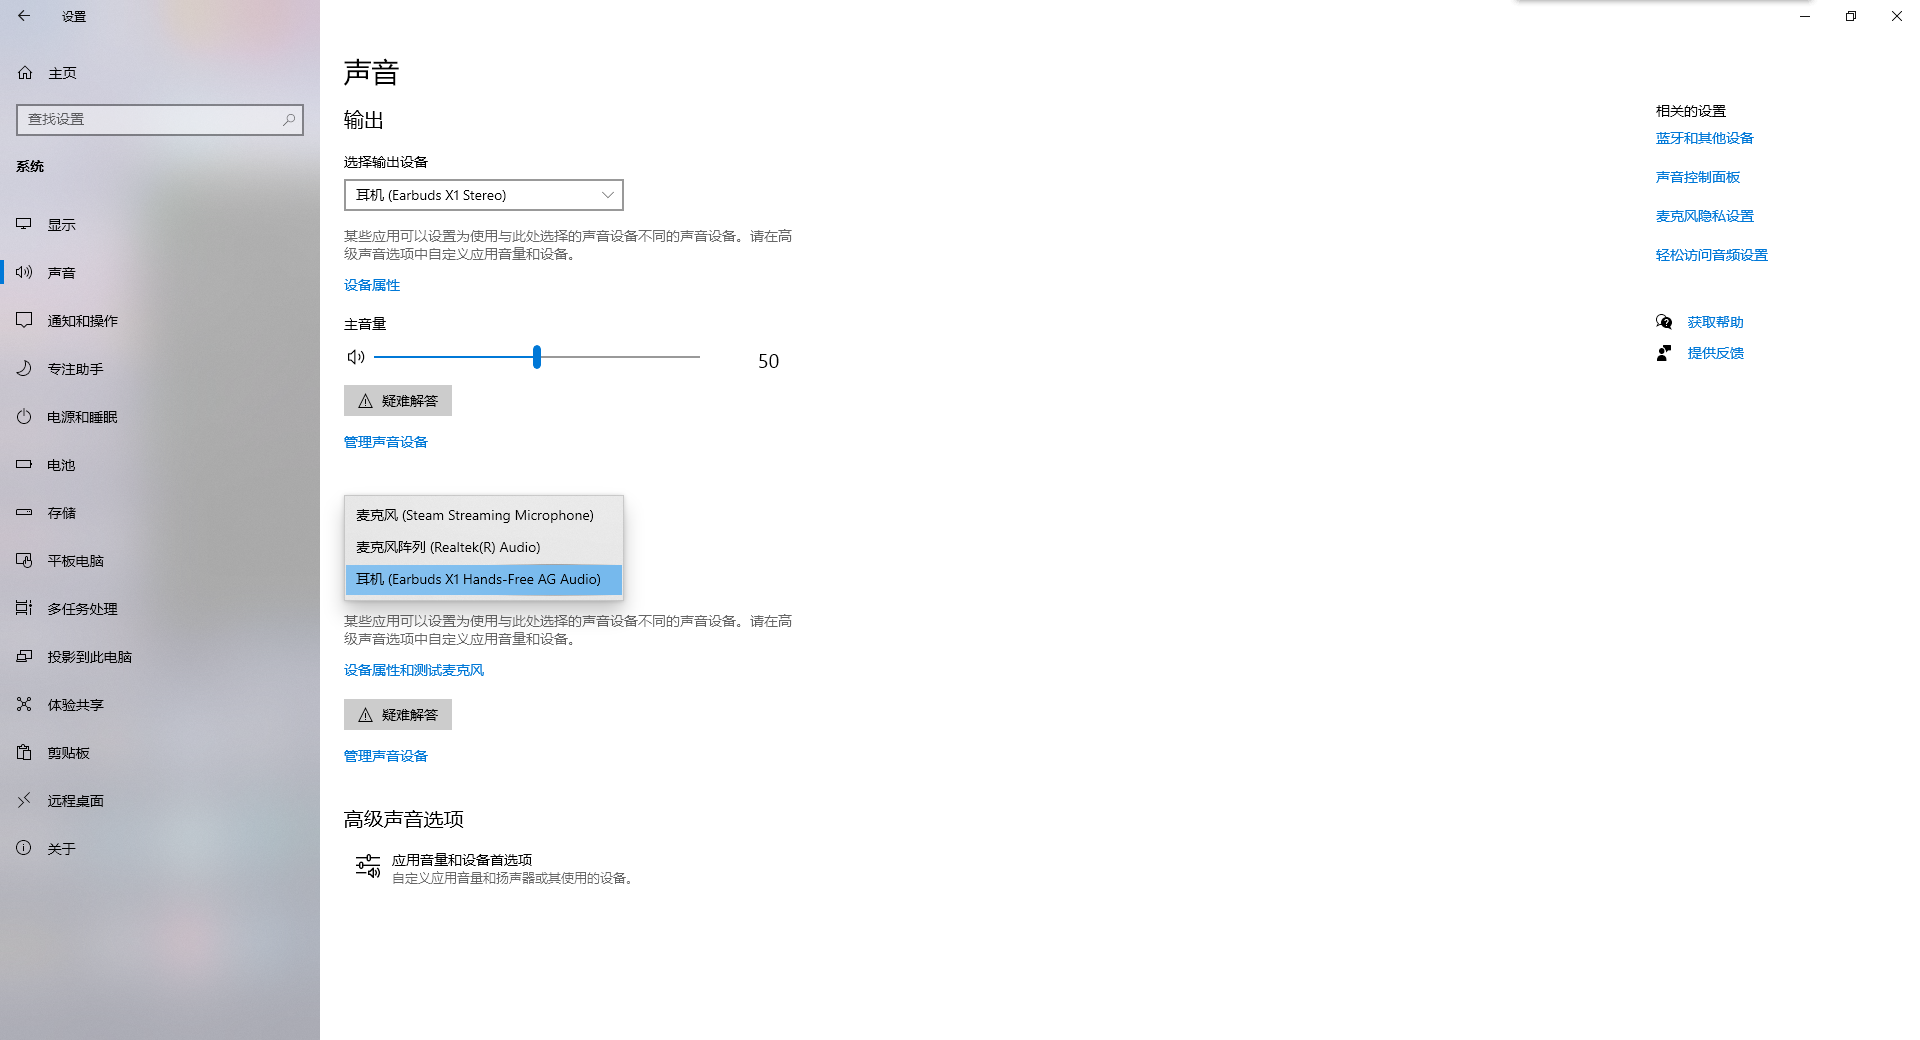 设置
主页
查找设置
系统
显示
声音
通知和操作
专注助手
电源和睡眠
电池
存储
平板电脑
多任务处理
投影到此电脑
体验共享
剪贴板
远程桌面
关于
声音
输出
选择输出设备
耳机 (Earbuds X1 Stereo)
某些应用可以设置为使用与此处选择的声音设备不同的声音设备。请在高
级声音选项中自定义应用音量和设备。
设备属性
主音量
50
疑难解答
管理声音设备
麦克风 (Steam Streaming Microphone)
麦克风阵列 (Realtek(R) Audio)
耳机 (Earbuds X1 Hands-Free AG Audio)
某些应用可以设置为使用与此处选择的声音设备不同的声音设备。请在高
级声音选项中自定义应用音量和设备。
设备属性和测试麦克风
疑难解答
管理声音设备
高级声音选项
应用音量和设备首选项
自定义应用音量和扬声器或其使用的设备。
相关的设置
蓝牙和其他设备
声音控制面板
麦克风隐私设置
轻松访问音频设置
获取帮助
提供反馈